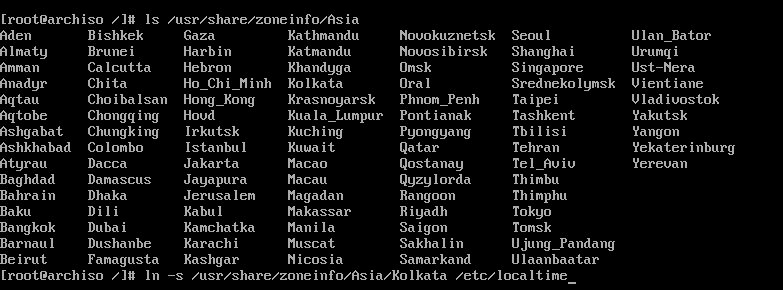 [root@archiso /]# ls /usr/share/zoneinfo/Asia
Aden Bishkek Gaza Kathmandu Novokuznetsk Seoul Ulan_Bator
Almaty Brunei Harbin Katmandu Novosibirsk Shanghai Urumqi
Amman Calcutta Hebron Khandyga Omsk Singapore Ust-Nera
Anadyr Chita Ho_Chi_Minh Kolkata Oral Srednekolymsk Vientiane
Aqtau Choibalsan Hong_Kong Krasnoyarsk Phnom_Penh Taipei Vladivostok
Aqtobe Chongqing Hovd Kuala_Lumpur Pontianak Tashkent Yakutsk
Ashgabat Chungking Irkutsk Kuching Pyongyang Tbilisi Yangon
Ashkhabad Colombo Istanbul Kuwait Qatar Tehran Yekaterinburg
Atyrau Dacca Jakarta Macao Qostanay Tel_Aviv Yerevan
Baghdad Damascus Jayapura Macau Qyzylorda Thimbu
Bahrain Dhaka Jerusalem Magadan Rangoon Thimphu
Baku Dili Kabul Makassar Riyadh Tokyo
Bangkok Dubai Kamchatka Manila Saigon Tomsk
Barnaul Dushanbe Karachi Muscat Sakhalin Ujung_Pandang
Beirut Famagusta Kashgar Nicosia Samarkand Ulaanbaatar
[root@archiso /]# ln -s /usr/share/zoneinfo/Asia/Kolkata /etc/localtime_